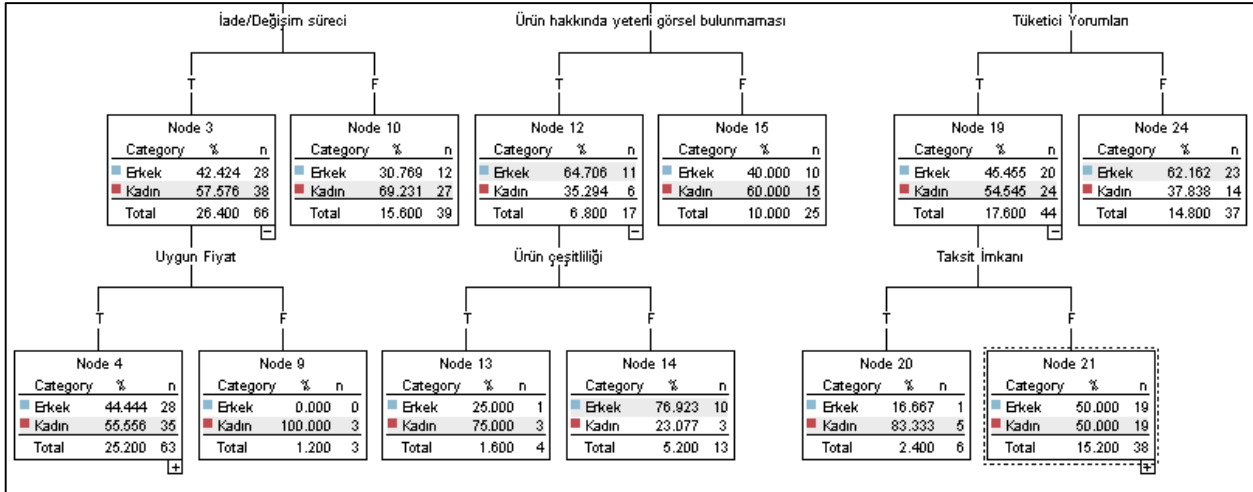 İade/Değişim süreci
Ürün hakkında yeterli görsel bulunmaması
Tüketici Yorumları
T
F
T
F
T
F
Node 3
Category % n
Erkek 42.424 28
Kadın 57.576 38
Total 26.400 66
Node 10
Category % n
Erkek 30.769 12
Kadın 69.231 27
Total 15.600 39
Node 12
Category % n
Erkek 64.706 11
Kadın 35.294 6
Total 6.800 17
Node 15
Category % n
Erkek 40.000 10
Kadın 60.000 15
Total 10.000 25
Node 19
Category % n
Erkek 45.455 20
Kadın 54.545 24
Total 17.600 44
Node 24
Category % n
Erkek 62.162 23
Kadın 37.838 14
Total 14.800 37
Uygun Fiyat
Ürün çeşitliliği
Taksit İmkanı
T
F
T
F
T
F
Node 4
Category % n
Erkek 44.444 28
Kadın 55.556 35
Total 25.200 63
Node 9
Category % n
Erkek 0.000 0
Kadın 100.000 3
Total 1.200 3
Node 13
Category % n
Erkek 25.000 1
Kadın 75.000 3
Total 1.600 4
Node 14
Category % n
Erkek 76.923 10
Kadın 23.077 3
Total 5.200 13
Node 20
Category % n
Erkek 16.667 1
Kadın 83.333 5
Total 2.400 6
Node 21
Category % n
Erkek 50.000 19
Kadın 50.000 19
Total 15.200 38